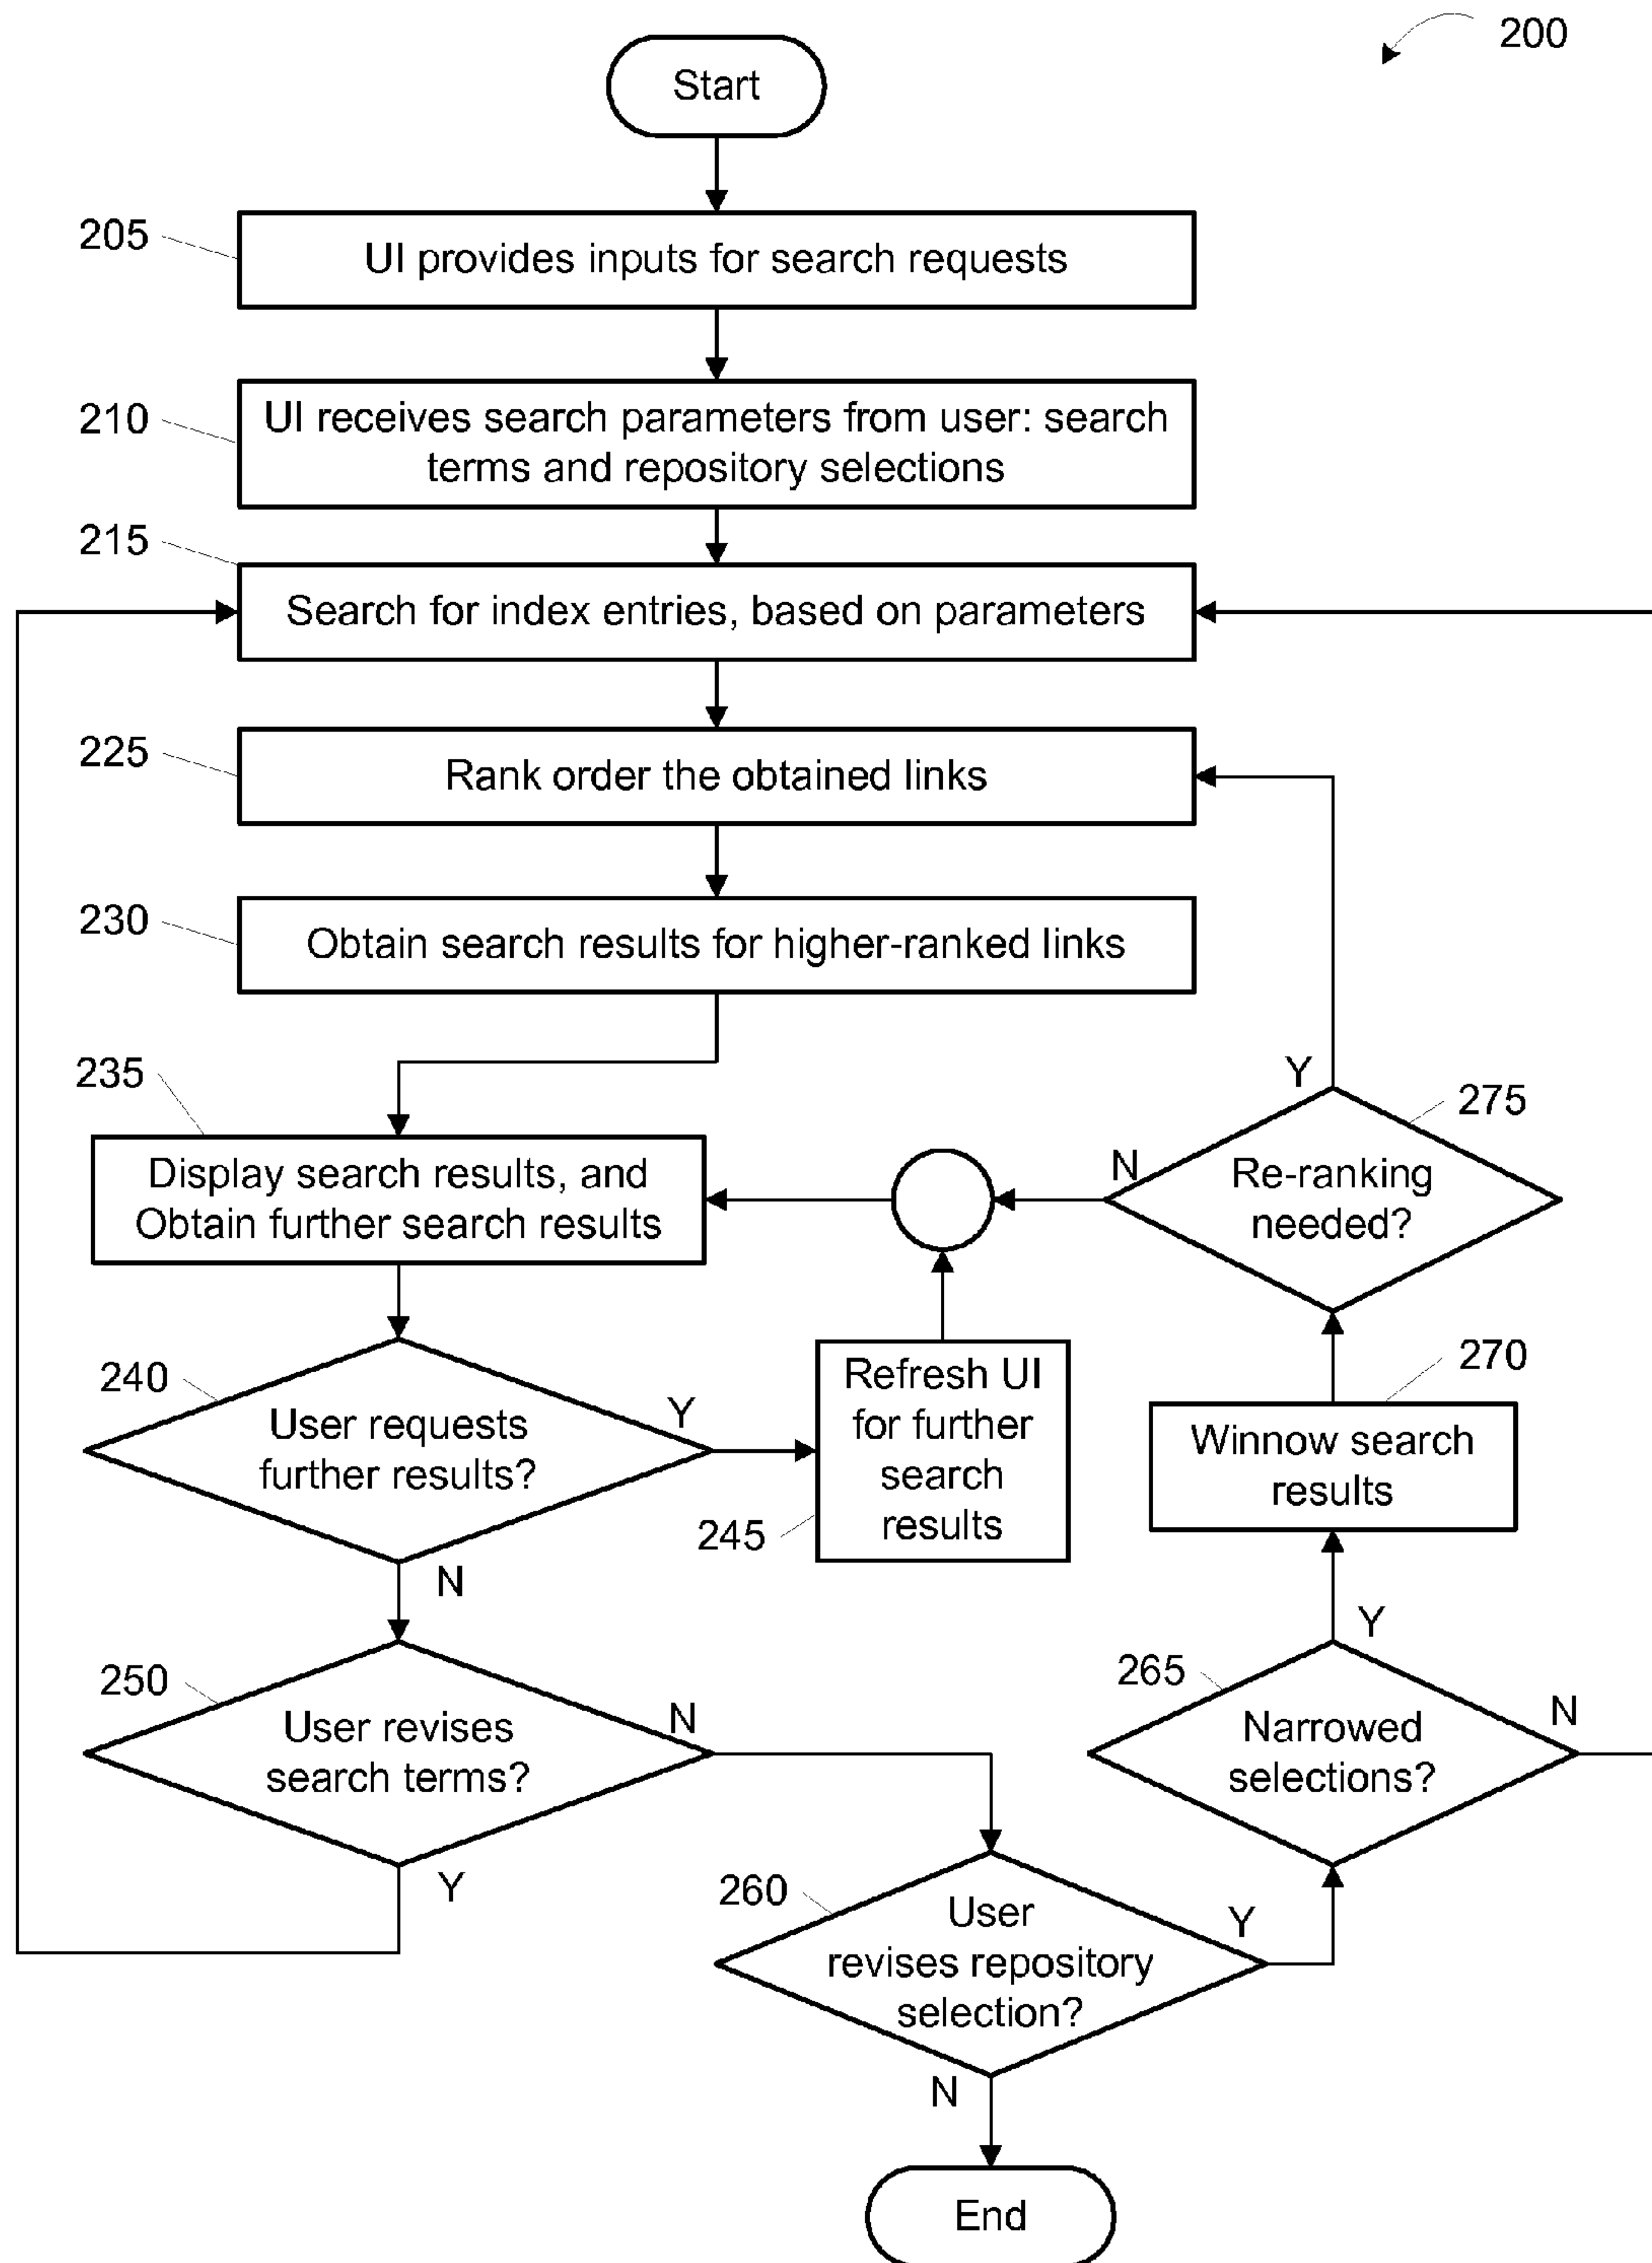 200
Start
205
UI provides inputs for search requests
210
UI receives search parameters from user: search
terms and repository selections
215
Search for index entries, based on parameters
225
Rank order the obtained links
230
Obtain search results for higher-ranked links
235
Display search results, and
Obtain further search results
Y
275
N
Re-ranking
needed?
240
User requests
further results?
Y
N
Refresh UI
for further
search
results
245
270
Winnow search
results
250
User revises
search terms?
N
Y
265
Narrowed
selections?
Y
N
260
User
revises repository
selection?
Y
N
End